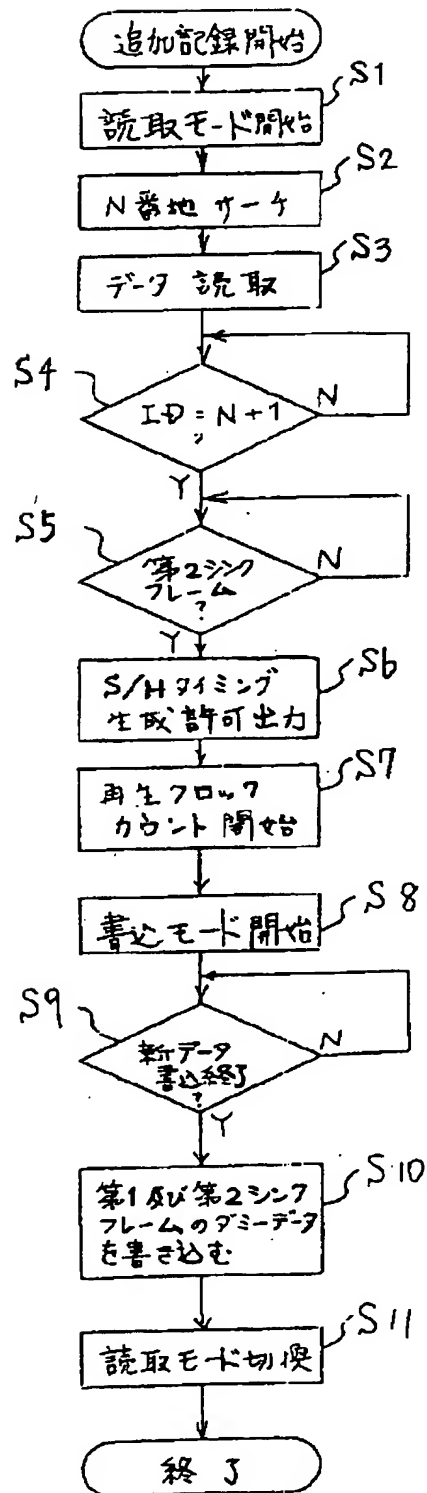 追加記録開始
S1
読取モード開始
S2
N番地サーチ
S3
データ 読取
S4
ID = N+1
?
N
Y
S5
第2シンク
フレーム
?
N
Y
S6
S/Hタイミング
生成許可出力
S7
再生クロック
カウント開始
S8
書込モード開始
S9
新データ
書込終了
?
N
Y
S10
第1及び第2シンク
フレームのダミーデータ
を書き込む
S11
読取モード切換
終了